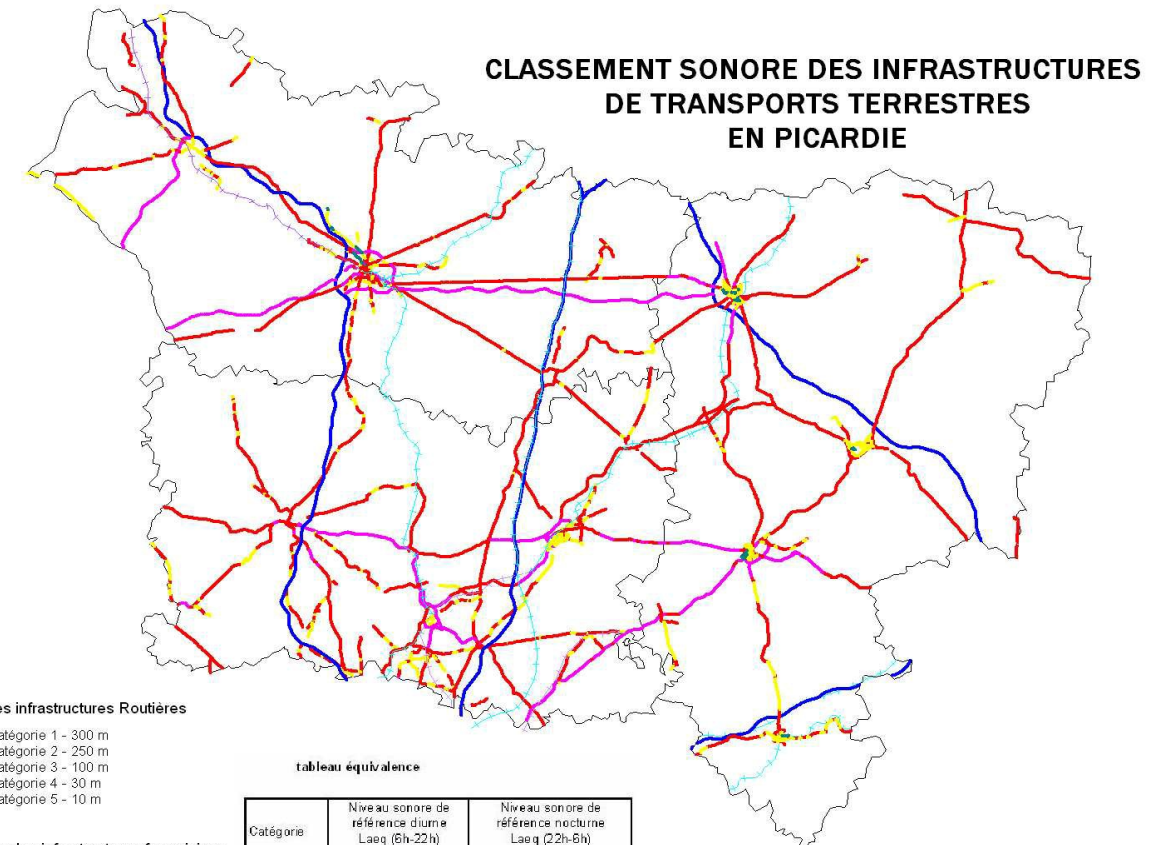 CLASSEMENT SONORE DES INFRASTRUCTURES
DE TRANSPORTS TERRESTRES
EN PICARDIE
es infrastructures Routières
atégorie 1 - 300 m
atégorie 2 - 250 m
atégorie 3 - 100 m
atégorie 4 - 30 m
atégorie 5 - 10 m
tableau équivalence
Catégorie
Niveau sonore de
référence diurne
Laeq (6h-22h)
Niveau sonore de
référence nocturne
Laeq (22h-6h)